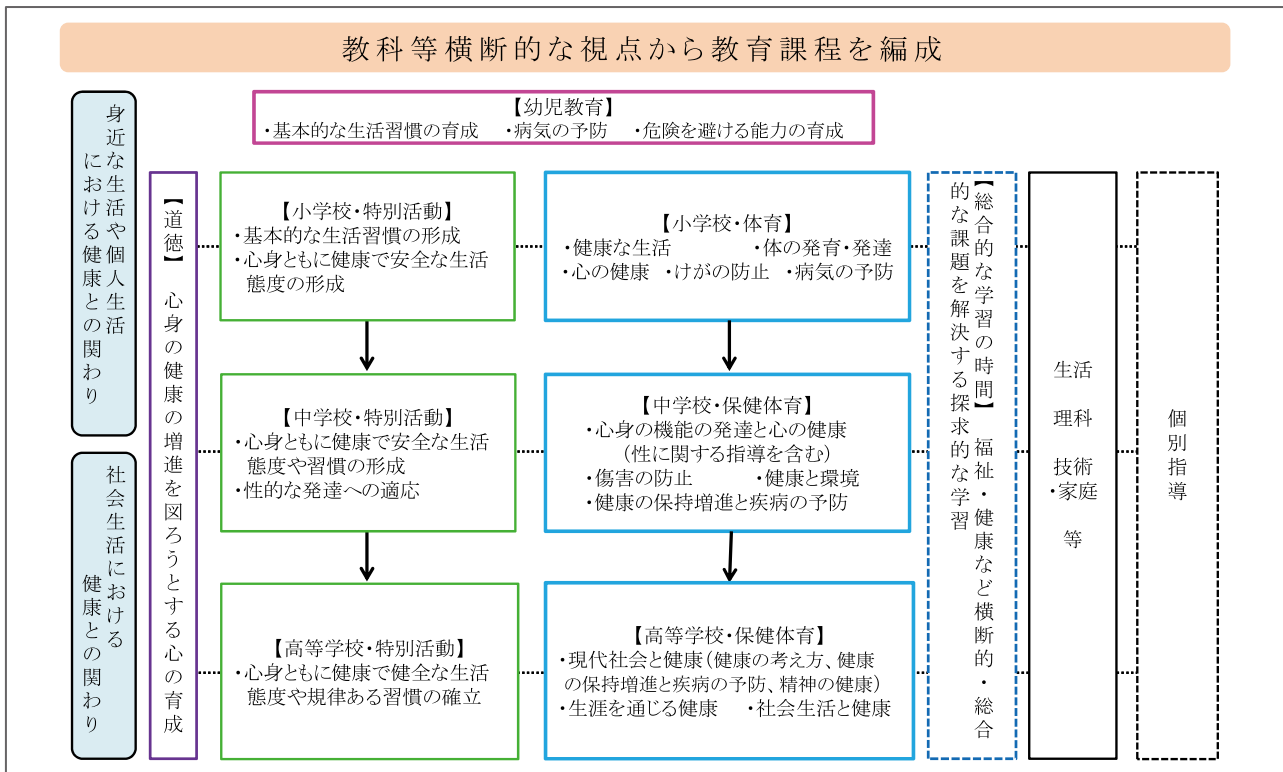 教科等横断的な視点から教育課程を編成
身近な生活や個人生活
における健康との関わり
社会生活における
健康との関わり
【幼児教育】
・基本的な生活習慣の育成　・病気の予防　・危険を避ける能力の育成
【道徳】　心身の健康の増進を図ろうとする心の育成
【小学校・特別活動】
・基本的な生活習慣の形成
・心身ともに健康で安全な生活
態度の形成
【小学校・体育】
・健康な生活　・体の発育・発達
・心の健康　・けがの防止　・病気の予防
【中学校・特別活動】
・心身ともに健康で安全な生活
態度や習慣の形成
・性的な発達への適応
【中学校・保健体育】
・心身の機能の発達と心の健康
（性に関する指導を含む）
・傷害の防止　・健康と環境
・健康の保持増進と疾病の予防
【高等学校・特別活動】
・心身ともに健康で健全な生活
態度や規律ある習慣の確立
【高等学校・保健体育】
・現代社会と健康（健康の考え方、健康
の保持増進と疾病の予防、精神の健康）
・生涯を通じる健康　・社会生活と健康
【総合的な学習の時間】　福祉・健康など横断的・総合
的な課題を解決する探求的な学習
生活
理科
技術
・家庭
等
個別指導